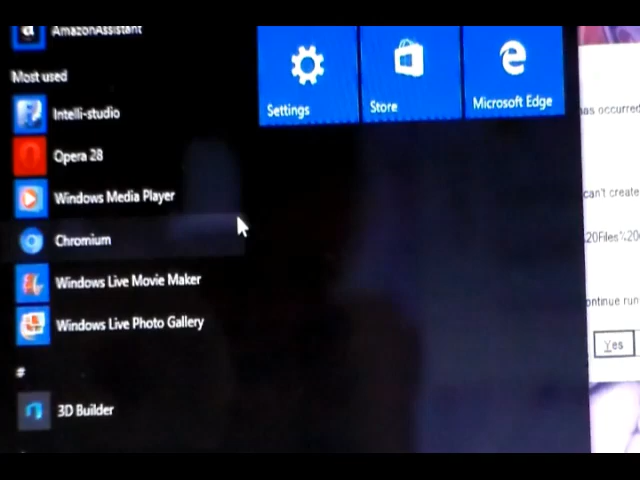 AmazonAssistant
Most used
Intelli-studio
Opera 28
Windows Media Player
Chromium
Windows Live Movie Maker
Windows Live Photo Gallery
#
3D Builder
Settings
Store
Microsoft Edge
has occurred
can't create
20Files%20
ontinue run
Yes